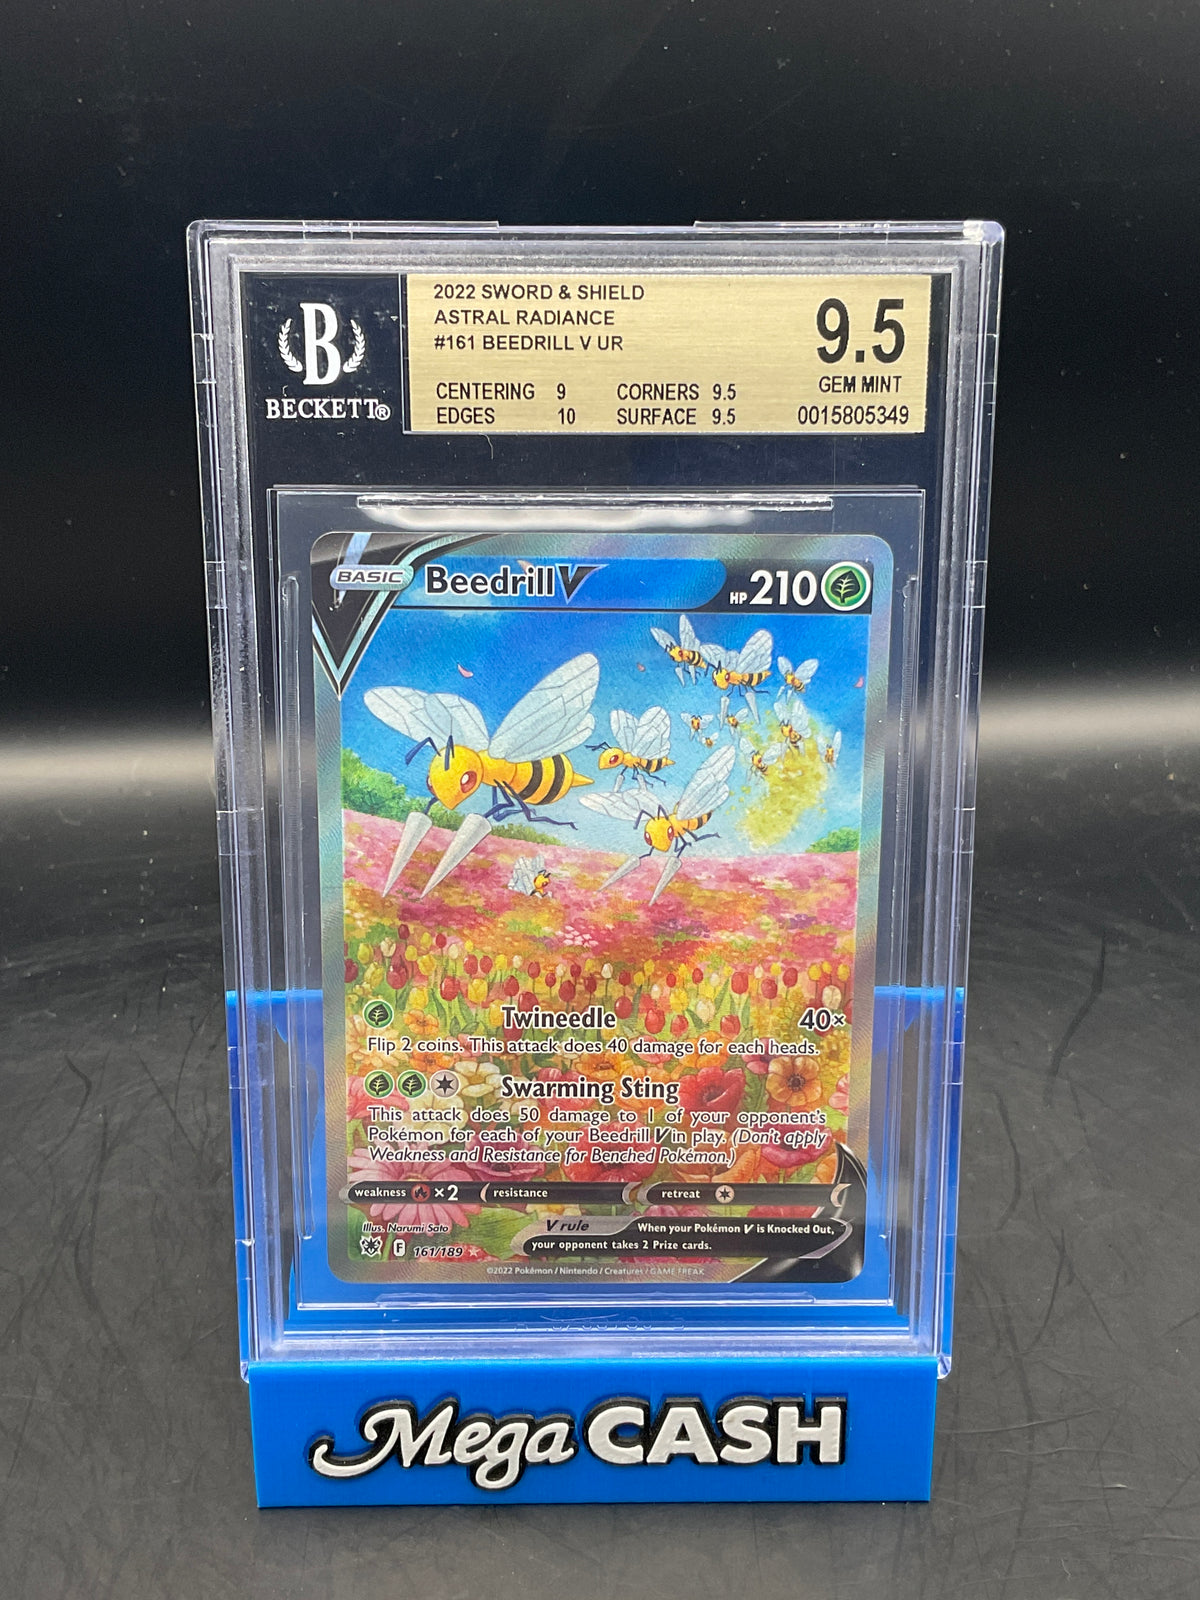 2022 SWORD & SHIELD
ASTRAL RADIANCE
#161 BEEDRILL V UR
CENTERING 9 CORNERS 9.5
EDGES 10 SURFACE 9.5
9.5
GEM MINT
0015805349
B
BECKETT®
BASIC Beedrill V HP 210
Twineedle 40×
Flip 2 coins. This attack does 40 damage for each heads.
Swarming Sting
This attack does 50 damage to 1 of your opponent's
Pokémon for each of your Beedrill V in play. (Don't apply
Weakness and Resistance for Benched Pokémon.)
weakness ×2 resistance retreat
Illus. Narumi Sato
V rule When your Pokémon V is Knocked Out,
your opponent takes 2 Prize cards.
F 161/189
©2022 Pokémon / Nintendo / Creatures / GAME FREAK
Mega CASH